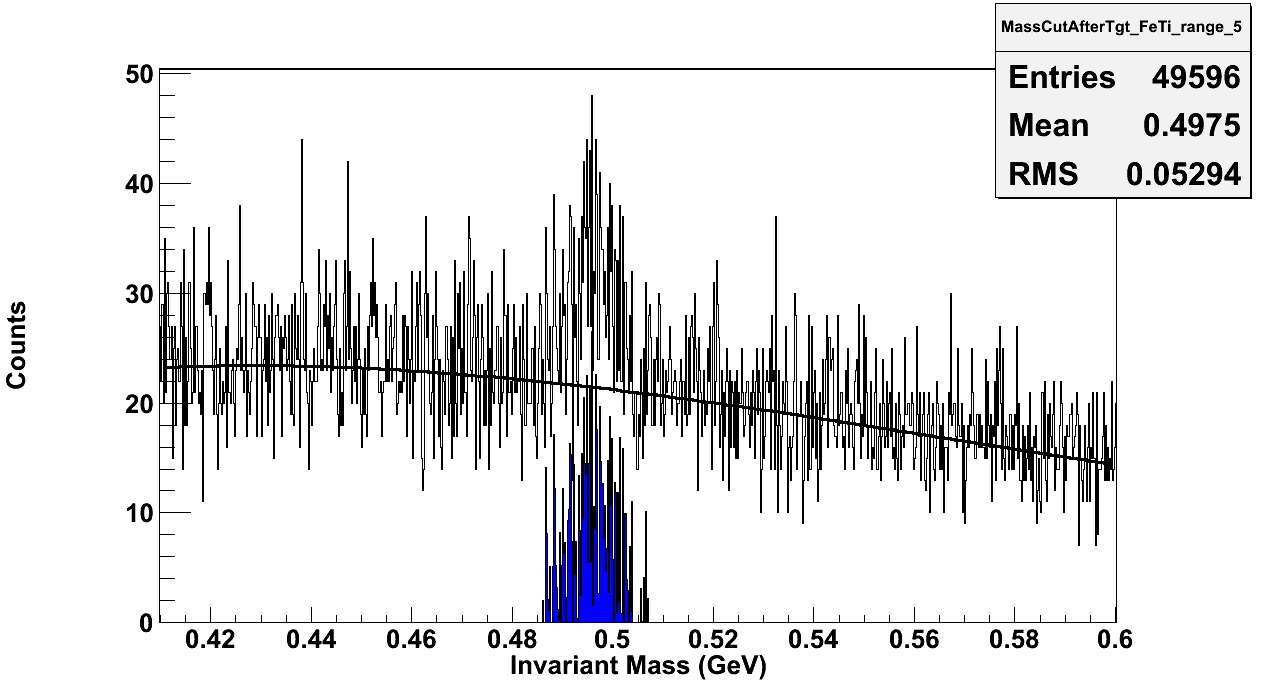 MassCutAfterTgt_FeTi_range_5
Entries 49596
Mean 0.4975
RMS 0.05294
50
40
30
20
10
0
Counts
0.42 0.44 0.46 0.48 0.5 0.52 0.54 0.56 0.58 0.6
Invariant Mass (GeV)